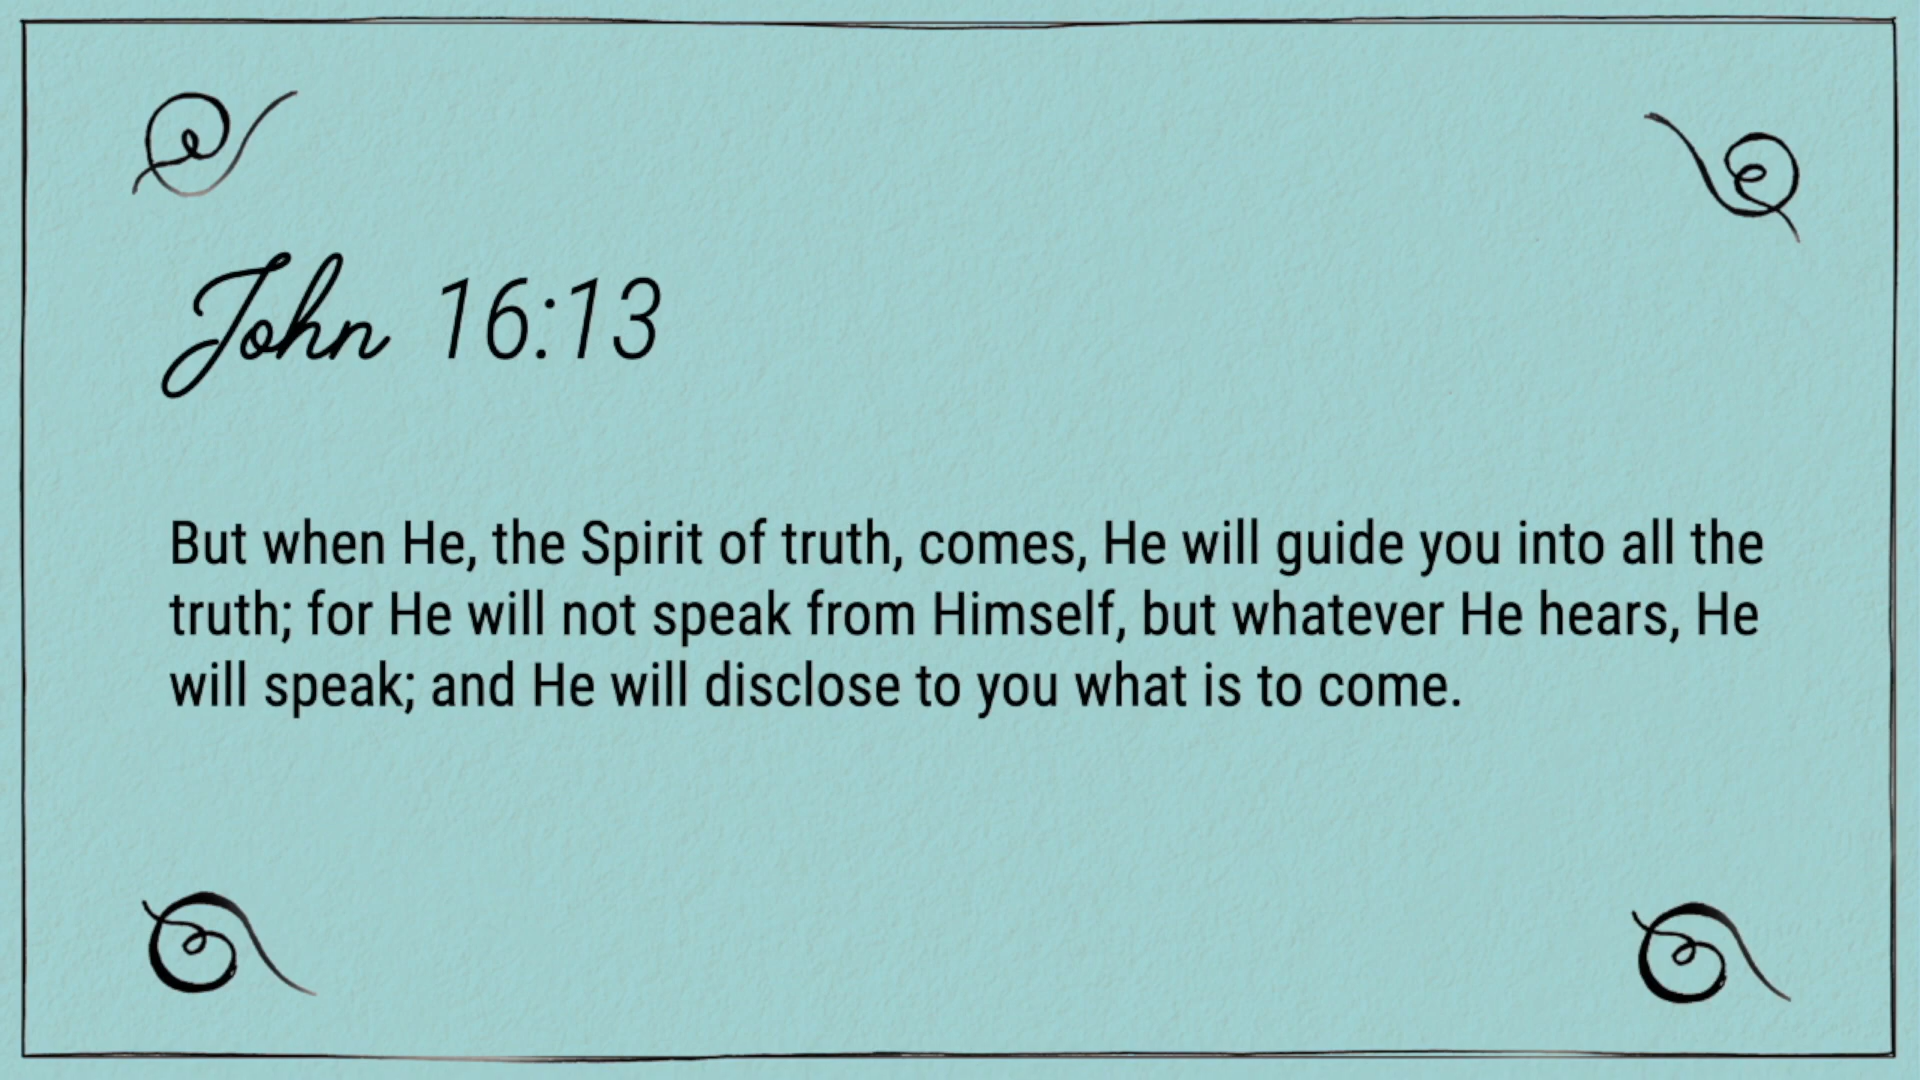 John 16:13
But when He, the Spirit of truth, comes, He will guide you into all the
truth; for He will not speak from Himself, but whatever He hears, He
will speak; and He will disclose to you what is to come.